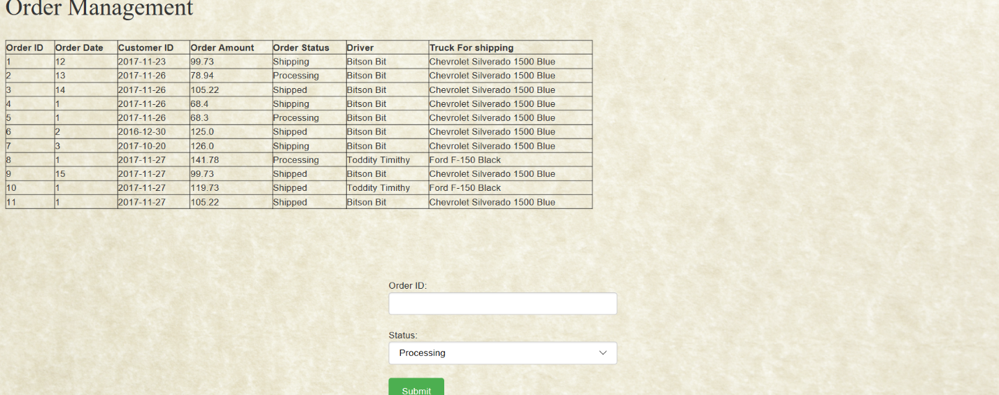 Order Management
Order ID Order Date Customer ID Order Amount Order Status Driver Truck For shipping
1 12 2017-11-23 99.73 Shipping Bitson Bit Chevrolet Silverado 1500 Blue
2 13 2017-11-26 78.94 Processing Bitson Bit Chevrolet Silverado 1500 Blue
3 14 2017-11-26 105.22 Shipped Bitson Bit Chevrolet Silverado 1500 Blue
4 1 2017-11-26 68.4 Shipping Bitson Bit Chevrolet Silverado 1500 Blue
5 1 2017-11-26 68.3 Processing Bitson Bit Chevrolet Silverado 1500 Blue
6 2 2016-12-30 125.0 Shipped Bitson Bit Chevrolet Silverado 1500 Blue
7 3 2017-10-20 126.0 Shipping Bitson Bit Chevrolet Silverado 1500 Blue
8 1 2017-11-27 141.78 Processing Toddity Timithy Ford F-150 Black
9 15 2017-11-27 99.73 Shipped Bitson Bit Chevrolet Silverado 1500 Blue
10 1 2017-11-27 119.73 Shipped Toddity Timithy Ford F-150 Black
11 1 2017-11-27 105.22 Shipped Bitson Bit Chevrolet Silverado 1500 Blue
Order ID:
Status:
Processing
Submit